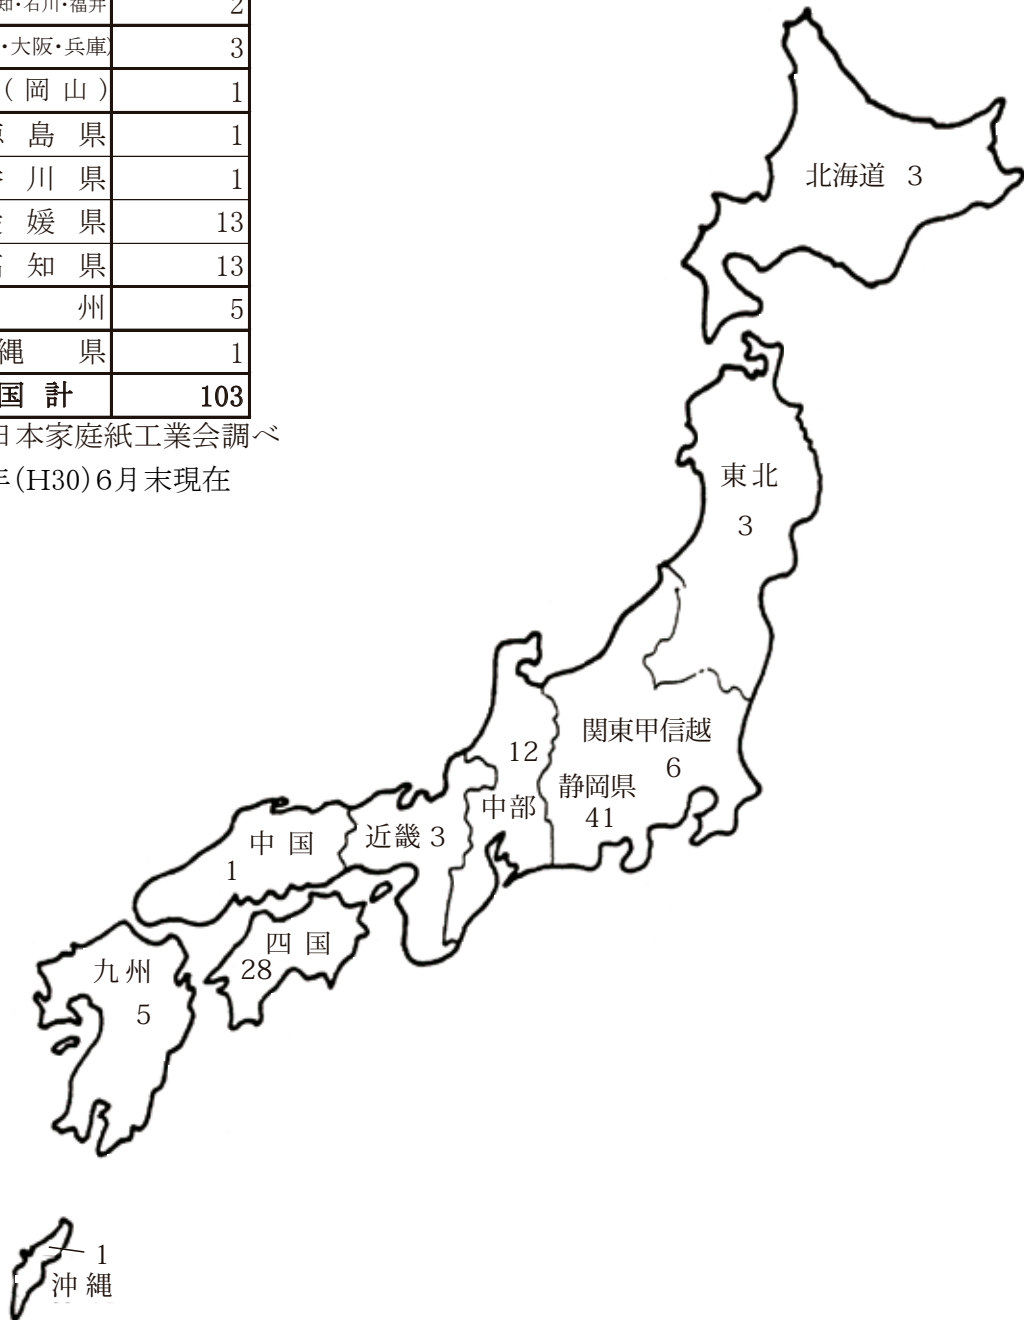 知・石川・福井 2
・大阪・兵庫) 3
(岡山) 1
島県 1
川県 1
媛県 13
知県 13
州 5
縄県 1
国計 103
日本家庭紙工業会調べ
年(H30)6月末現在
北海道 3
東北
3
関東甲信越
6
12
中部
静岡県
41
近畿 3
中国
1
四国
28
九州
5
1
沖縄